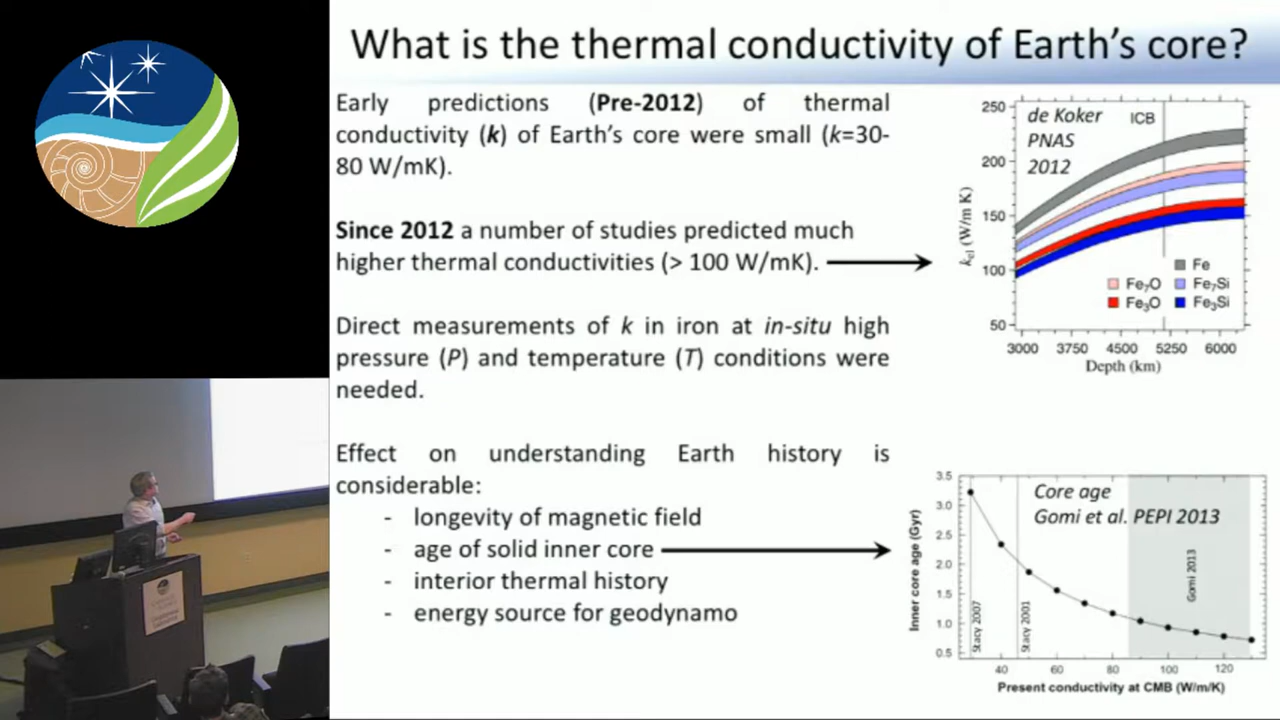 What is the thermal conductivity of Earth's core?
Early predictions (Pre-2012) of thermal
conductivity (k) of Earth's core were small (k=30-
80 W/mK).
Since 2012 a number of studies predicted much
higher thermal conductivities (> 100 W/mK).
Direct measurements of k in iron at in-situ high
pressure (P) and temperature (T) conditions were
needed.
Effect on understanding Earth history is
considerable:
- longevity of magnetic field
- age of solid inner core
- interior thermal history
- energy source for geodynamo
de Koker
PNAS
2012
ICB
250
200
150
100
50
kel (W/m K)
Fe
Fe7O
Fe7Si
Fe3O
Fe3Si
3000 3750 4500 5250 6000
Depth (km)
Core age
Gomi et al. PEPI 2013
3.5
3.0
2.5
2.0
1.5
1.0
0.5
Inner core age (Gyr)
Stacy 2007
Stacy 2001
Gomi 2013
40 60 80 100 120
Present conductivity at CMB (W/m/K)